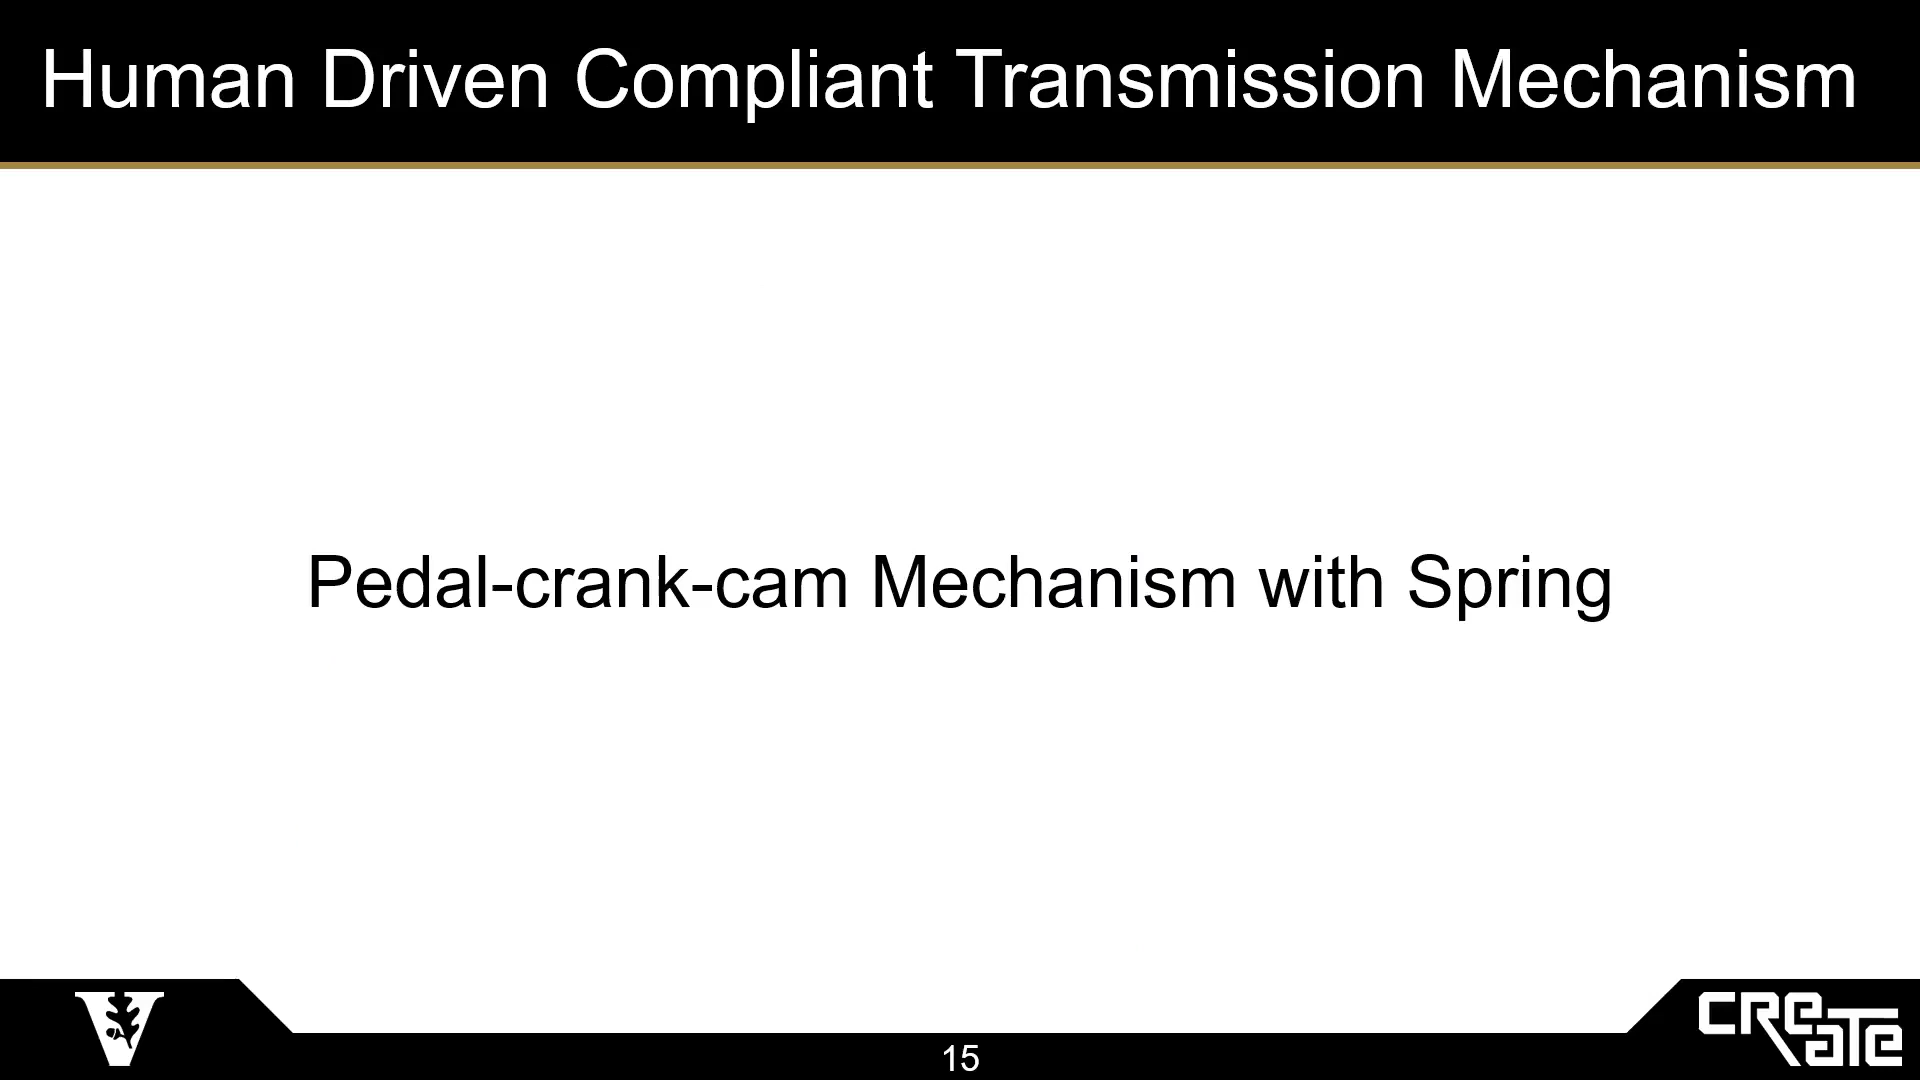 Human Driven Compliant Transmission Mechanism
Pedal-crank-cam Mechanism with Spring
V
15
CREATE